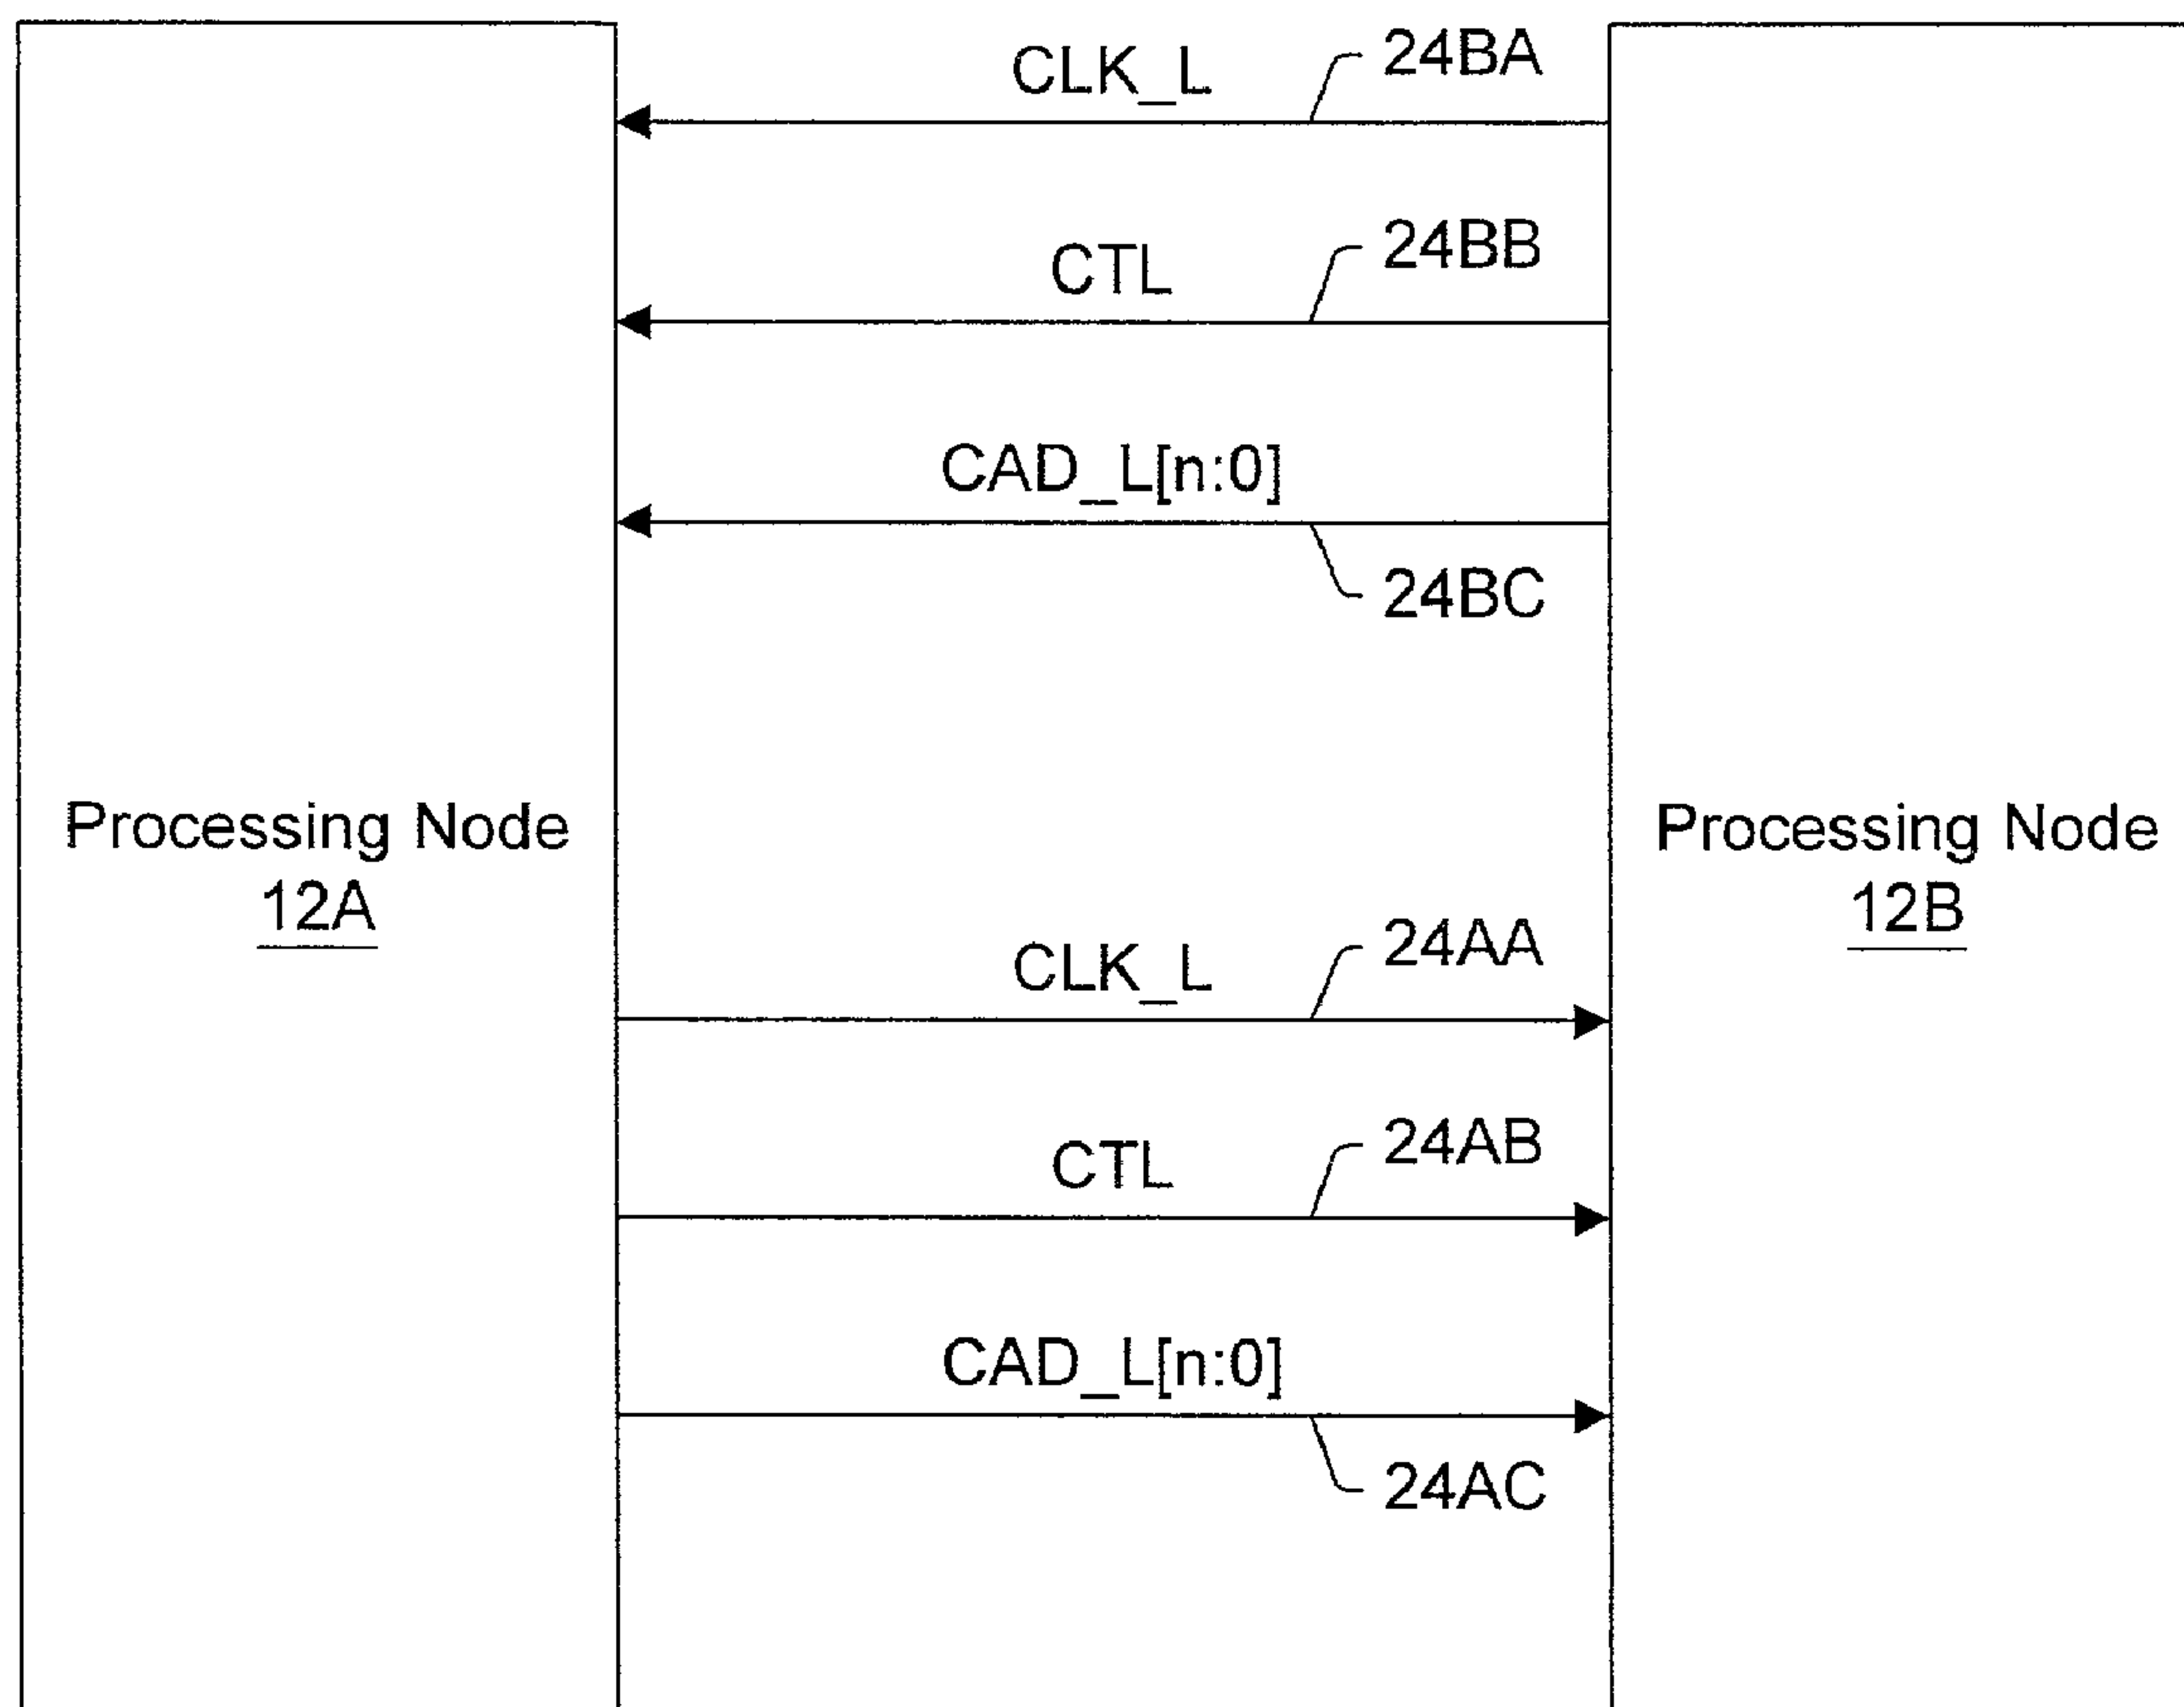 CLK_L
24BA
CTL
24BB
CAD_L[n:0]
24BC
Processing Node
12A
Processing Node
12B
CLK_L
24AA
CTL
24AB
CAD_L[n:0]
24AC